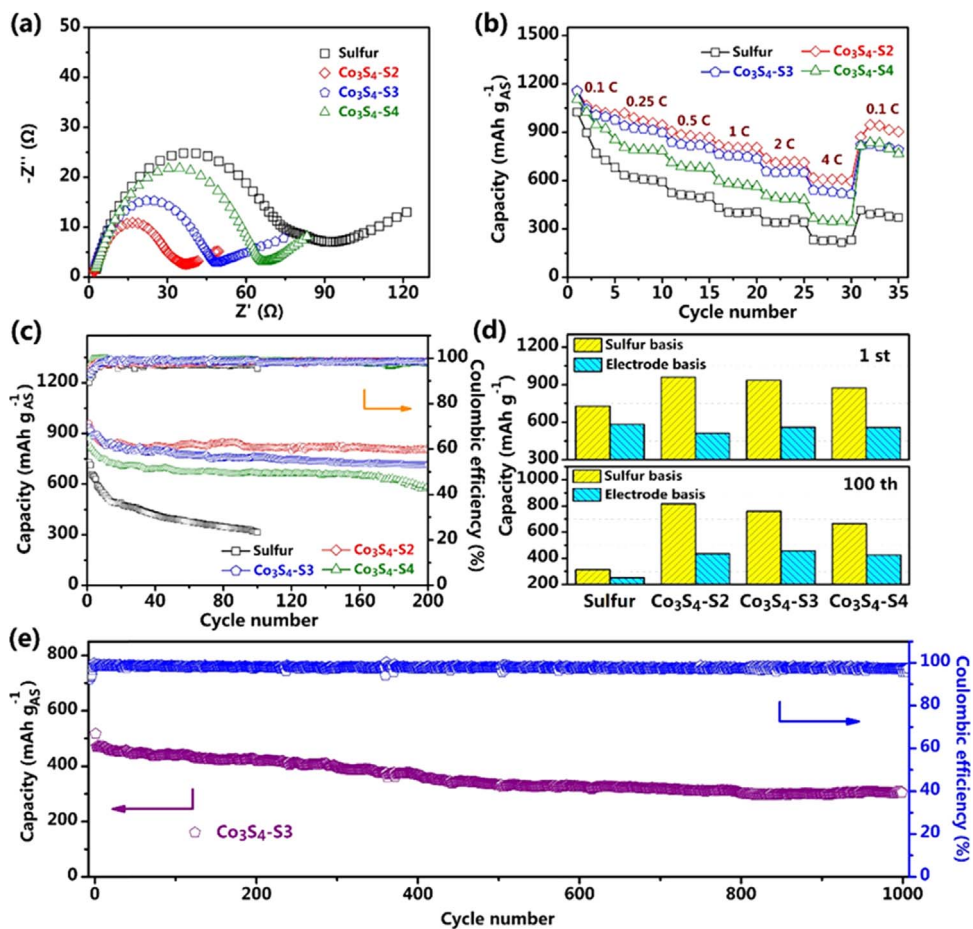 (a)
50
40
30
20
10
0
-Z'' (Ω)
Sulfur
Co₃S₄-S2
Co₃S₄-S3
Co₃S₄-S4
0 30 60 90 120
Z' (Ω)
(b)
1500
1200
900
600
300
0
Capacity (mAh g⁻¹AS)
Sulfur Co₃S₄-S2
Co₃S₄-S3 Co₃S₄-S4
0.1 C 0.25 C 0.5 C 1 C 2 C 4 C 0.1 C
0 5 10 15 20 25 30 35
Cycle number
(c)
1200
900
600
300
0
Capacity (mAh g⁻¹AS)
100
80
60
40
20
0
Coulombic efficiency (%)
Sulfur Co₃S₄-S2
Co₃S₄-S3 Co₃S₄-S4
0 40 80 120 160 200
Cycle number
(d)
1200
900
600
300
Sulfur basis
Electrode basis
1 st
1000
800
600
400
200
Sulfur basis
Electrode basis
100 th
Capacity (mAh g⁻¹)
Sulfur Co₃S₄-S2 Co₃S₄-S3 Co₃S₄-S4
(e)
800
600
400
200
0
Capacity (mAh g⁻¹AS)
Co₃S₄-S3
100
80
60
40
20
0
Coulombic efficiency (%)
0 200 400 600 800 1000
Cycle number